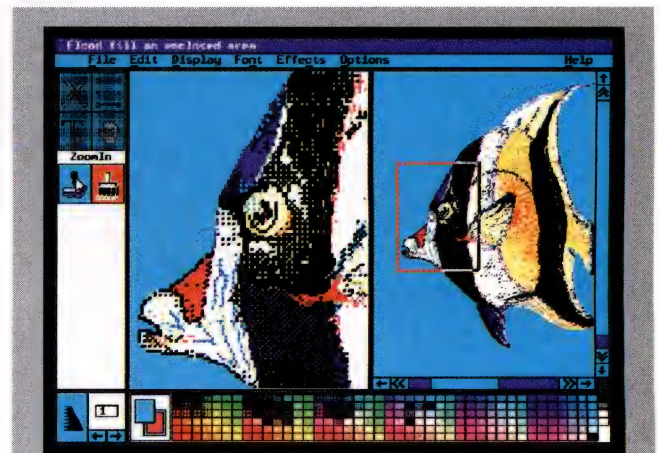 Flood fill an enclosed area
File Edit Display Font Effects Options Help
ZoomIn
1